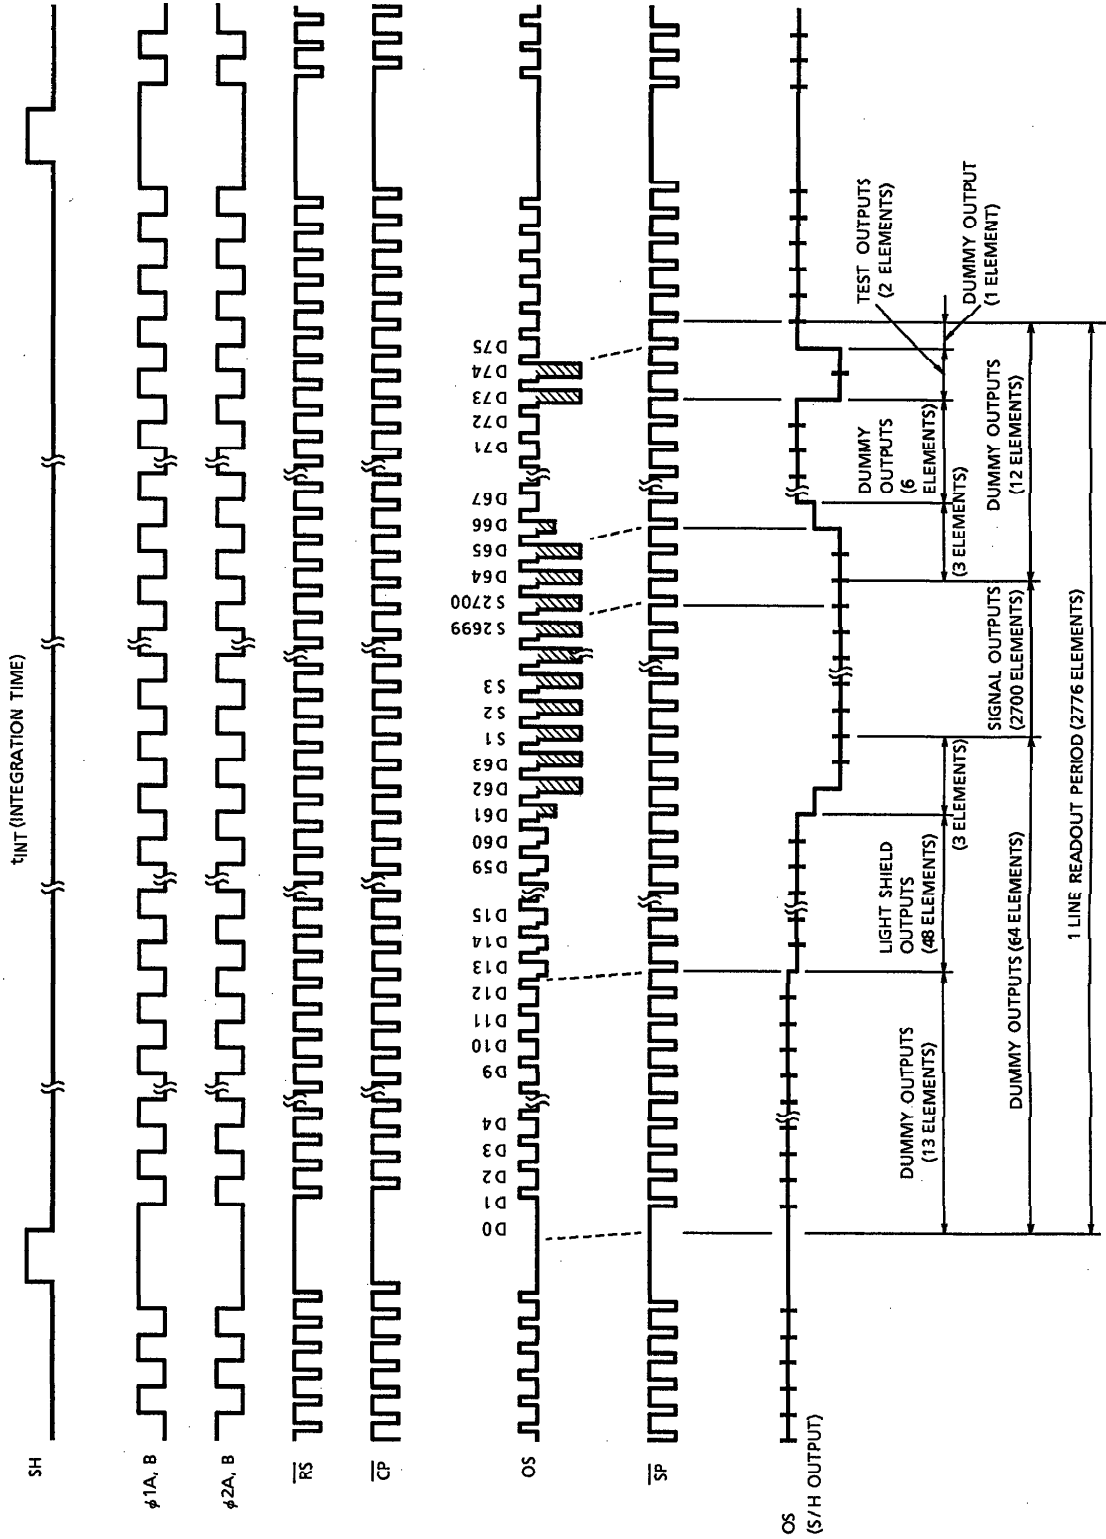 tINT (INTEGRATION TIME)
SH
ϕ1A, B
ϕ2A, B
RS
CP
OS
D0
D1
D2
D3
D4
D9
D10
D11
D12
D13
D14
D15
D59
D60
D61
D62
D63
S1
S2
S3
S2699
S2700
D64
D65
D66
D67
D71
D72
D73
D74
D75
SP
OS
(S/H OUTPUT)
DUMMY OUTPUTS
(13 ELEMENTS)
LIGHT SHIELD
OUTPUTS
(48 ELEMENTS)
(3 ELEMENTS)
(3 ELEMENTS)
DUMMY
OUTPUTS
(6
ELEMENTS)
TEST OUTPUTS
(2 ELEMENTS)
DUMMY OUTPUT
(1 ELEMENT)
DUMMY OUTPUTS (64 ELEMENTS)
SIGNAL OUTPUTS
(2700 ELEMENTS)
DUMMY OUTPUTS
(12 ELEMENTS)
1 LINE READOUT PERIOD (2776 ELEMENTS)